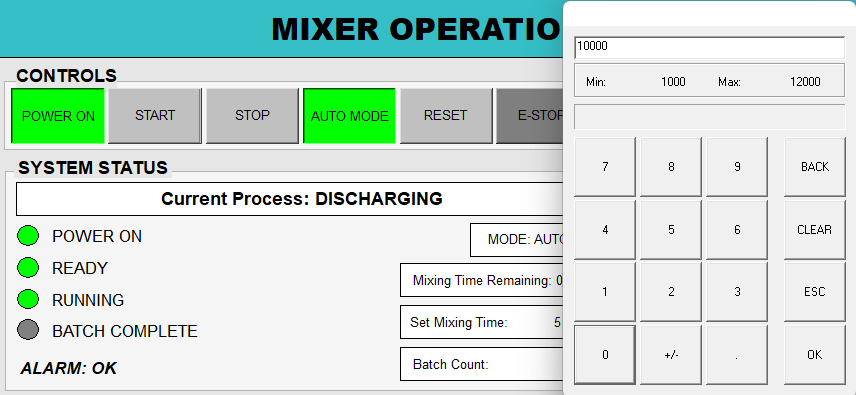 MIXER OPERATIO
10000
Min: 1000 Max: 12000
CONTROLS
POWER ON START STOP AUTO MODE RESET E-STOP
7 8 9 BACK
4 5 6 CLEAR
1 2 3 ESC
0 +/- . OK
SYSTEM STATUS
Current Process: DISCHARGING
POWER ON
READY
RUNNING
BATCH COMPLETE
ALARM: OK
MODE: AUTO
Mixing Time Remaining: 0
Set Mixing Time: 5
Batch Count: